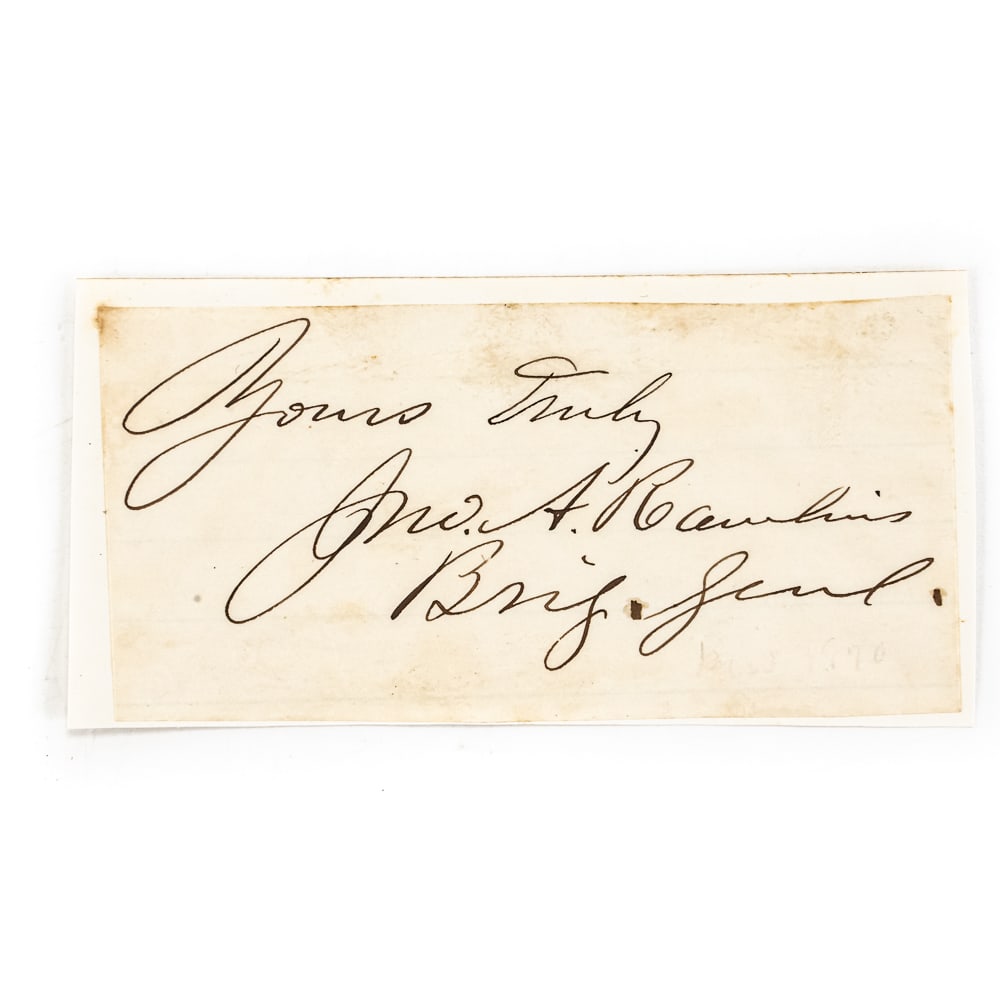 Yours Truly
Jno. A. Rawlins
Brig. Genl.